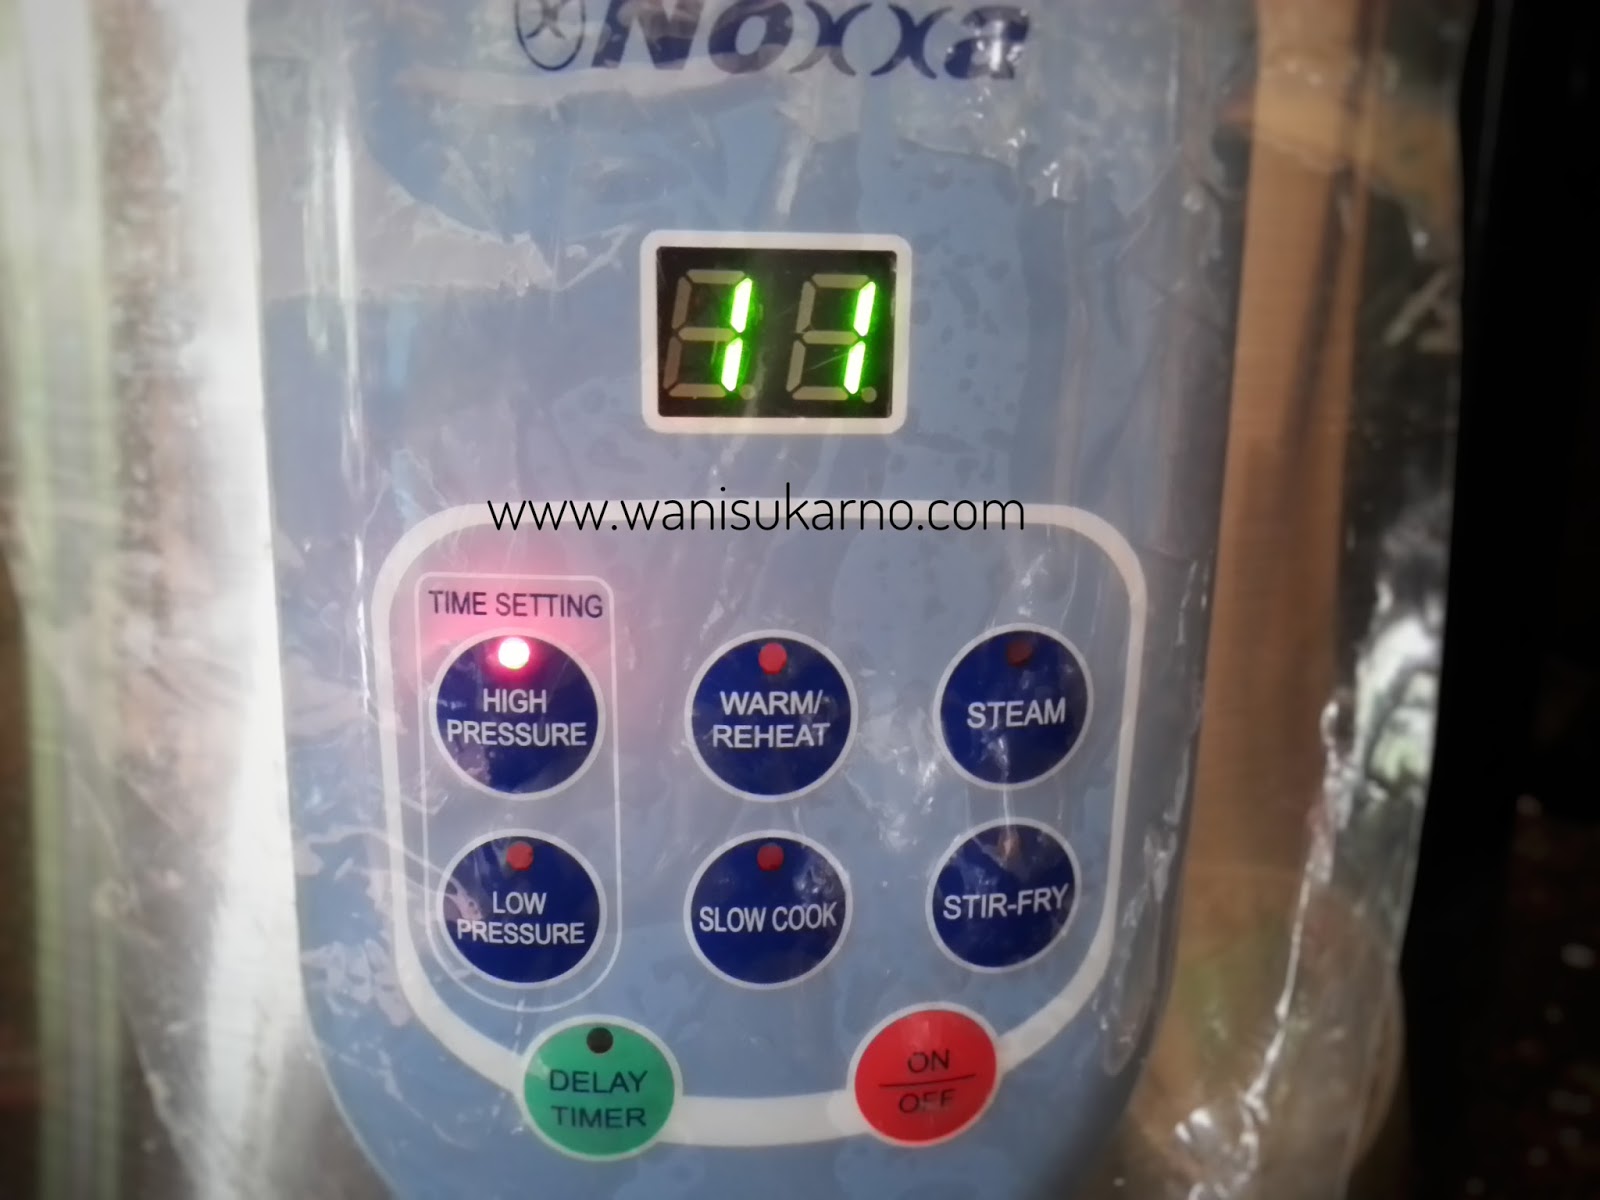 Noxxa
11
www.wanisukarno.com
TIME SETTING
HIGH
PRESSURE
WARM/
REHEAT
STEAM
LOW
PRESSURE
SLOW COOK
STIR-FRY
DELAY
TIMER
ON
OFF